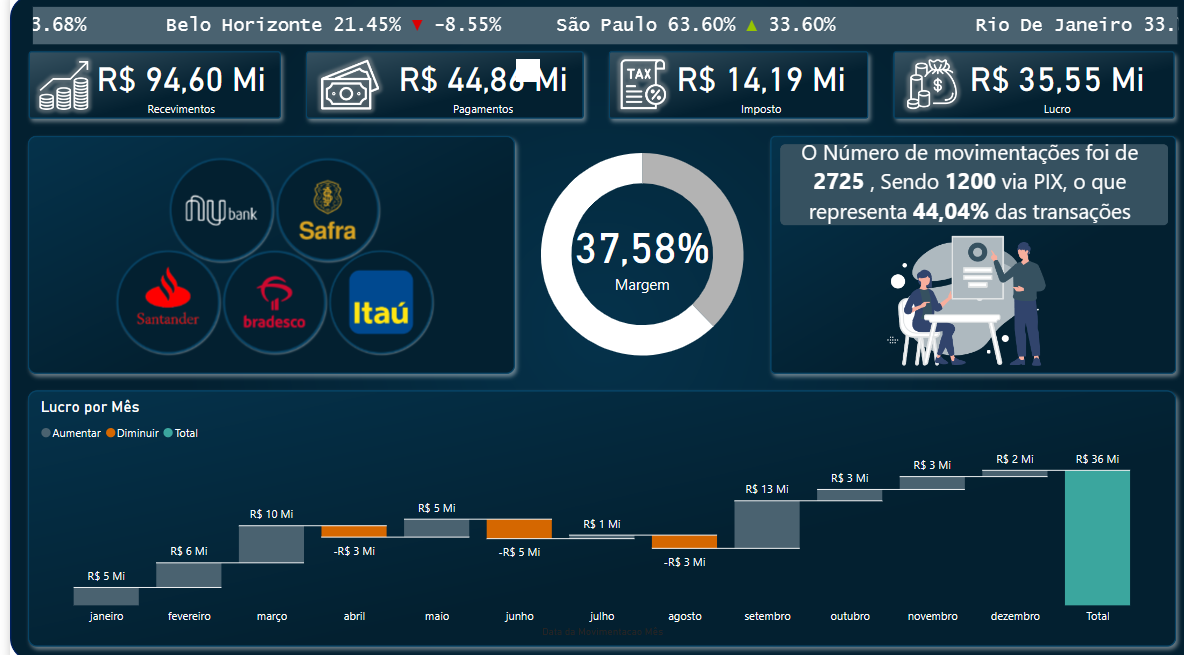 3.68% Belo Horizonte 21.45% ▼ -8.55% São Paulo 63.60% ▲ 33.60% Rio De Janeiro 33.
R$ 94,60 Mi
Recevimentos
R$ 44,86 Mi
Pagamentos
TAX
R$ 14,19 Mi
Imposto
R$ 35,55 Mi
Lucro
nu bank
Safra
Santander
bradesco
Itaú
37,58%
Margem
O Número de movimentações foi de
2725 , Sendo 1200 via PIX, o que
representa 44,04% das transações
Lucro por Mês
Aumentar Diminuir Total
R$ 5 Mi
R$ 6 Mi
R$ 10 Mi
-R$ 3 Mi
R$ 5 Mi
-R$ 5 Mi
R$ 1 Mi
-R$ 3 Mi
R$ 13 Mi
R$ 3 Mi
R$ 3 Mi
R$ 2 Mi
R$ 36 Mi
janeiro fevereiro março abril maio junho julho agosto setembro outubro novembro dezembro Total
Data da Movimentacao Mês